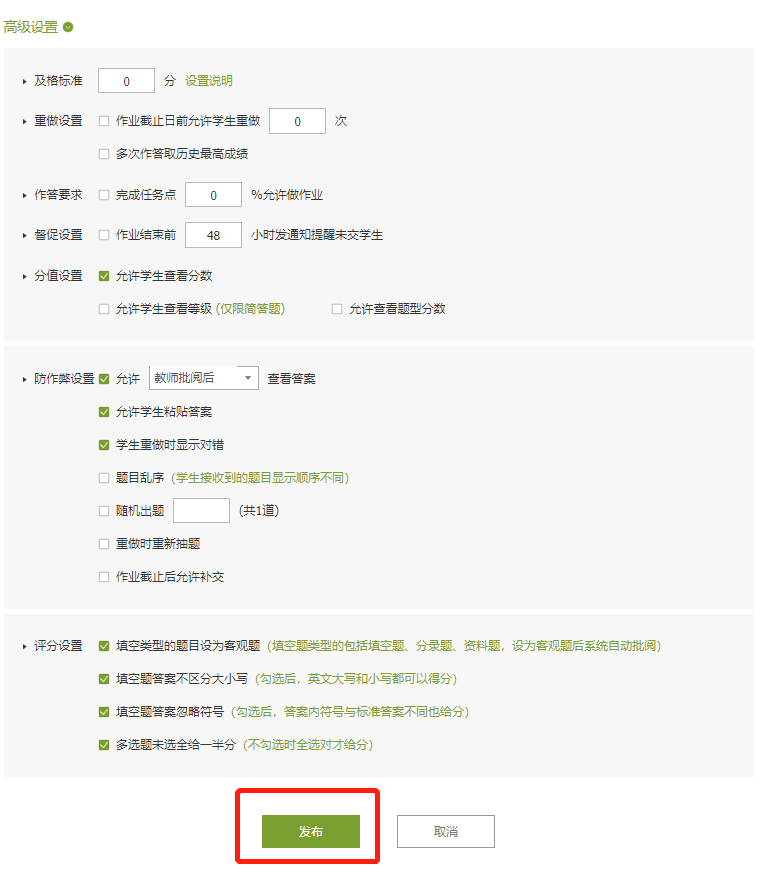 高级设置
及格标准 0 分 设置说明
重做设置 作业截止日前允许学生重做 0 次
多次作答取历史最高成绩
作答要求 完成任务点 0 %允许做作业
督促设置 作业结束前 48 小时发通知提醒未交学生
分值设置 允许学生查看分数
允许学生查看等级 (仅限简答题) 允许查看题型分数
防作弊设置 允许 教师批阅后 查看答案
允许学生粘贴答案
学生重做时显示对错
题目乱序（学生接收到的题目显示顺序不同）
随机出题 (共1道)
重做时重新抽题
作业截止后允许补交
评分设置 填空类型的题目设为客观题（填空题类型的包括填空题、分录题、资料题，设为客观题后系统自动批阅）
填空题答案不区分大小写（勾选后，英文大写和小写都可以得分）
填空题答案忽略符号（勾选后，答案内符号与标准答案不同也给分）
多选题未选全给一半分（不勾选时全选对才给分）
发布 取消